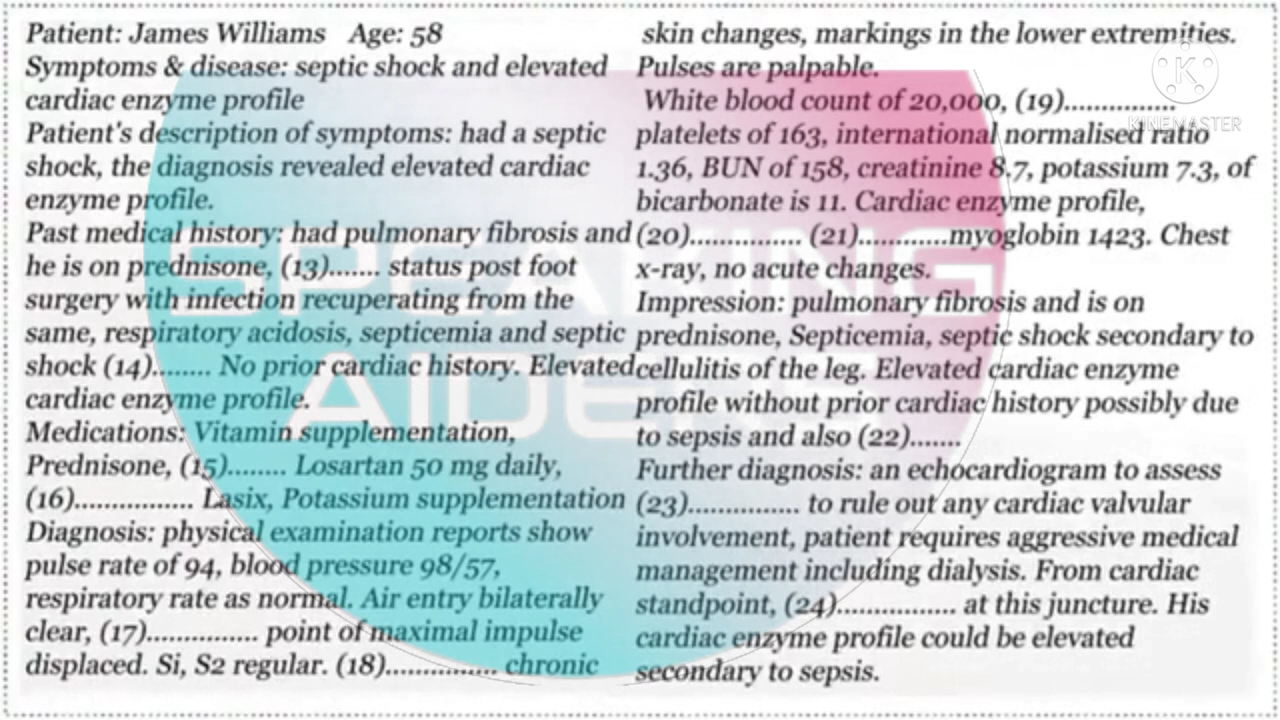 Patient: James Williams Age: 58
Symptoms & disease: septic shock and elevated
cardiac enzyme profile
Patient's description of symptoms: had a septic
shock, the diagnosis revealed elevated cardiac
enzyme profile.
Past medical history: had pulmonary fibrosis and
he is on prednisone, (13)....... status post foot
surgery with infection recuperating from the
same, respiratory acidosis, septicemia and septic
shock (14)........ No prior cardiac history. Elevated
cardiac enzyme profile.
Medications: Vitamin supplementation,
Prednisone, (15)........ Losartan 50 mg daily,
(16)................ Lasix, Potassium supplementation
Diagnosis: physical examination reports show
pulse rate of 94, blood pressure 98/57,
respiratory rate as normal. Air entry bilaterally
clear, (17)............... point of maximal impulse
displaced. Si, S2 regular. (18)............... chronic
skin changes, markings in the lower extremities.
Pulses are palpable.
White blood count of 20,000, (19)...............
platelets of 163, international normalised ratio
1.36, BUN of 158, creatinine 8.7, potassium 7.3, of
bicarbonate is 11. Cardiac enzyme profile,
(20)............... (21)............myoglobin 1423. Chest
x-ray, no acute changes.
Impression: pulmonary fibrosis and is on
prednisone, Septicemia, septic shock secondary to
cellulitis of the leg. Elevated cardiac enzyme
profile without prior cardiac history possibly due
to sepsis and also (22).......
Further diagnosis: an echocardiogram to assess
(23)............... to rule out any cardiac valvular
involvement, patient requires aggressive medical
management including dialysis. From cardiac
standpoint, (24)................ at this juncture. His
cardiac enzyme profile could be elevated
secondary to sepsis.
SPEAKING
AIDERS
K
KINEMASTER